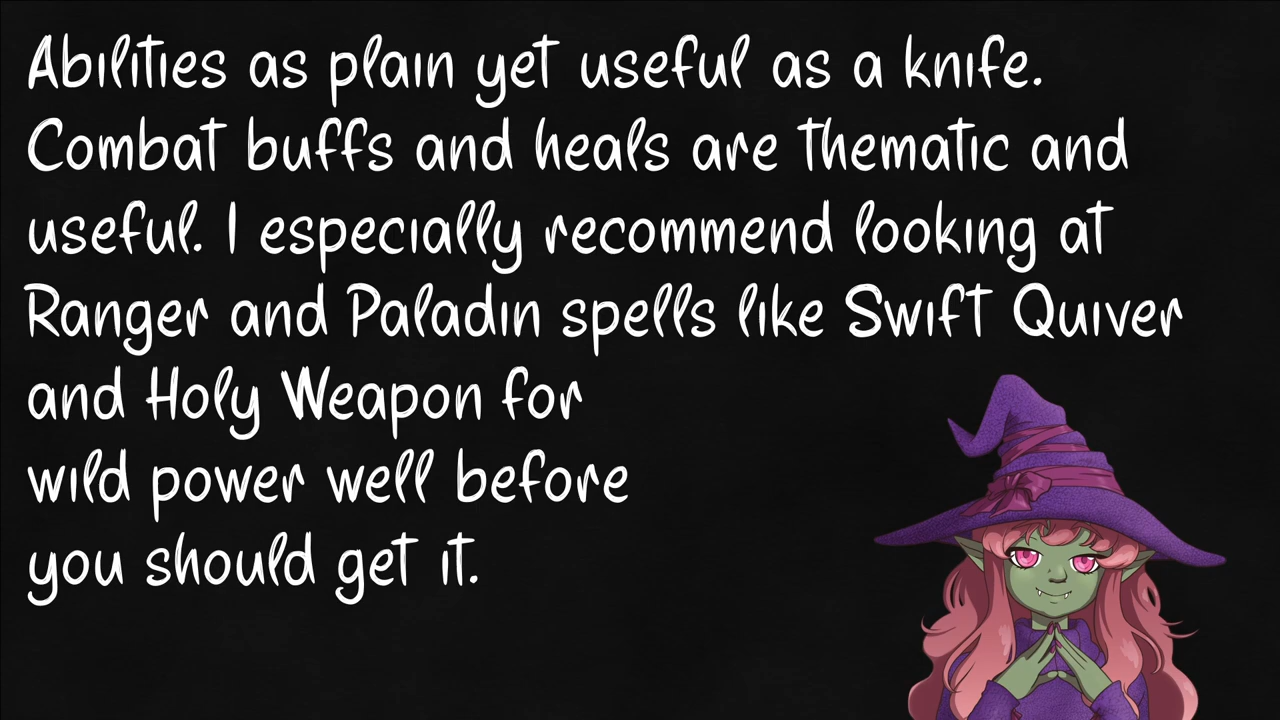 Abilities as plain yet useful as a knife.
Combat buffs and heals are thematic and
useful. I especially recommend looking at
Ranger and Paladin spells like Swift Quiver
and Holy Weapon for
wild power well before
you should get it.